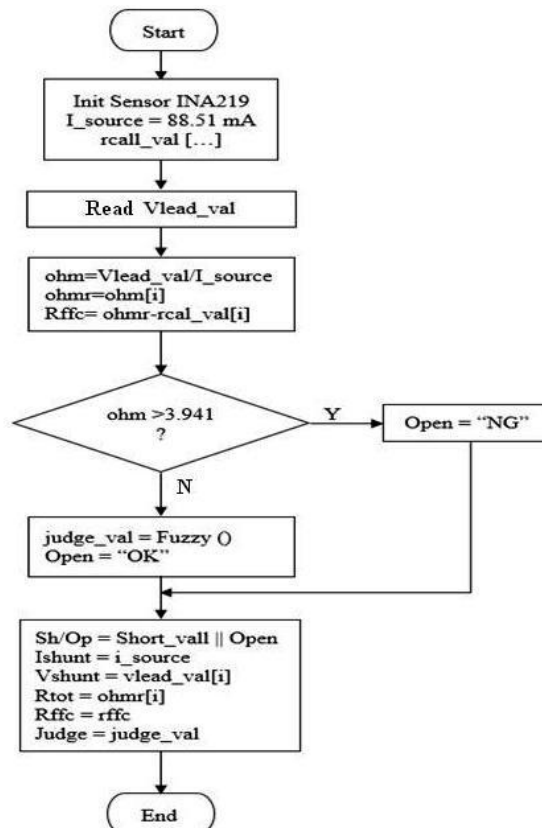 Start
Init Sensor INA219
I_source = 88.51 mA
rcall_val […]
Read Vlead_val
ohm=Vlead_val/I_source
ohmr=ohm[i]
Rffc= ohmr-rcal_val[i]
ohm >3.941
?
Y
Open = “NG”
N
judge_val = Fuzzy ()
Open = “OK”
Sh/Op = Short_vall || Open
Ishunt = i_source
Vshunt = vlead_val[i]
Rtot = ohmr[i]
Rffc = rffc
Judge = judge_val
End